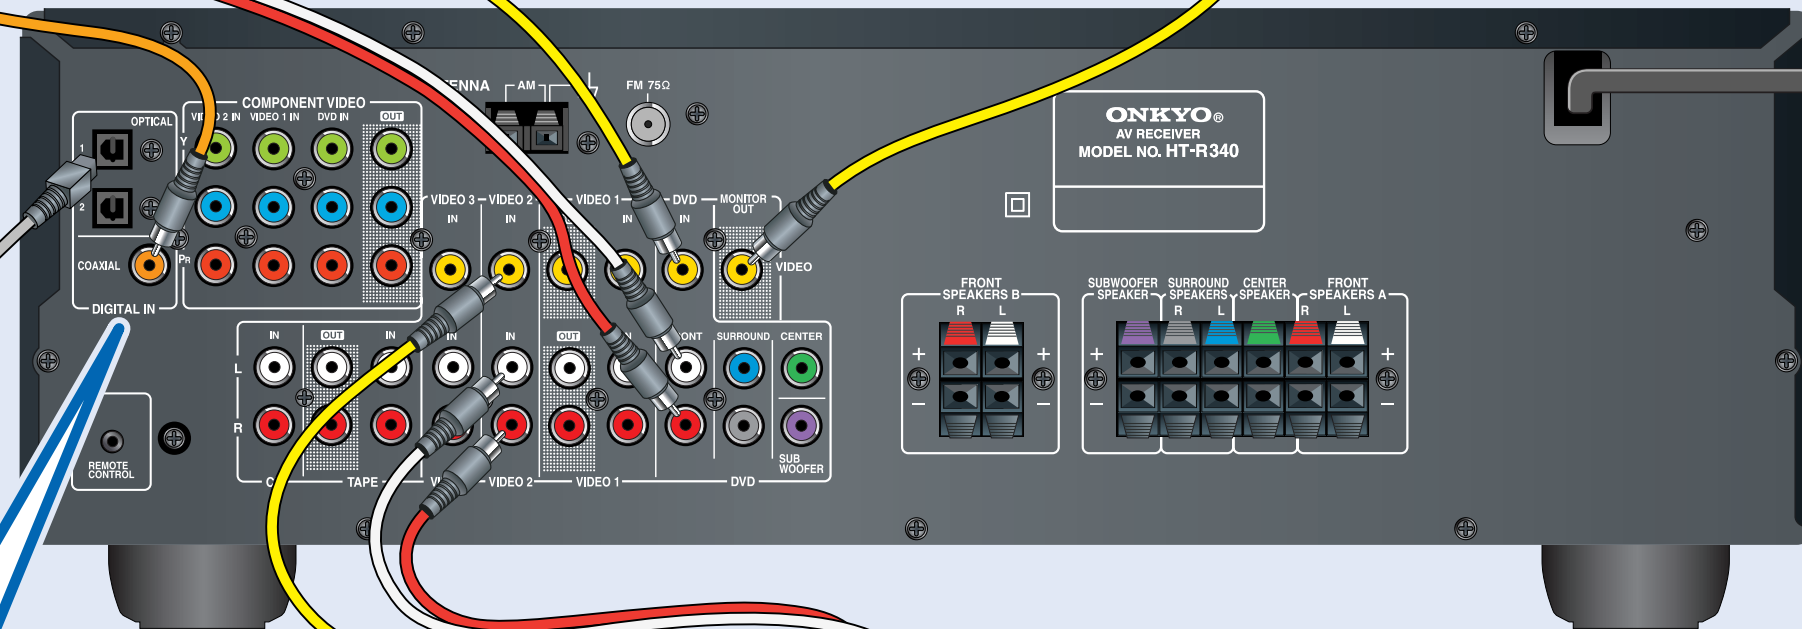 ENNA
AM
FM 75Ω
OPTICAL
1
2
COAXIAL
DIGITAL IN
COMPONENT VIDEO
VIDEO 2 IN VIDEO 1 IN DVD IN OUT
Y
PR
ONKYO®
AV RECEIVER
MODEL NO. HT-R340
VIDEO 3 VIDEO 2 VIDEO 1 DVD MONITOR
OUT
IN IN IN IN
VIDEO
IN OUT IN IN OUT SURROUND CENTER
L
R
SUB
WOOFER
TAPE VIDEO 2 VIDEO 1 DVD
REMOTE
CONTROL
FRONT
SPEAKERS B
R L
+ +
− −
SUBWOOFER
SPEAKER
SURROUND
SPEAKERS
R L
CENTER
SPEAKER
FRONT
SPEAKERS A
R L
+ +
− −